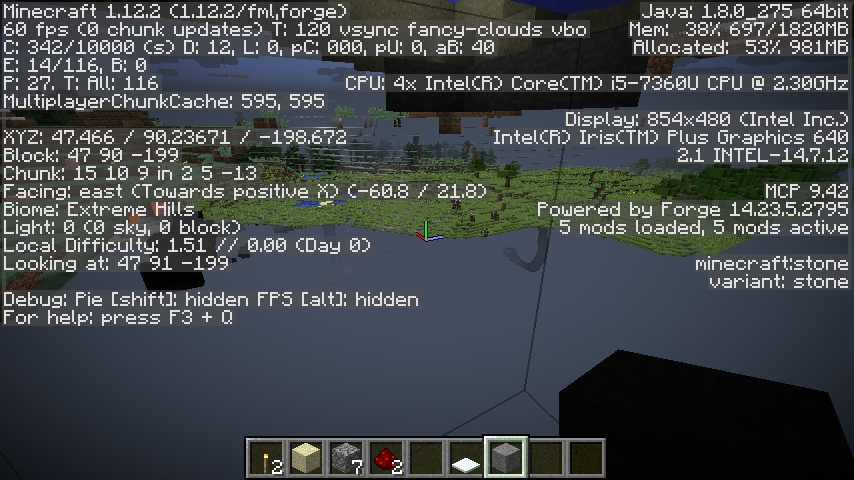 Minecraft 1.12.2 (1.12.2/fml,forge)
60 fps (0 chunk updates) T: 120 vsync fancy-clouds vbo
C: 342/10000 (s) D: 12, L: 0, pC: 000, pU: 0, aB: 40
E: 14/116, B: 0
P: 27. T: All: 116
MultiplayerChunkCache: 595, 595
XYZ: 47.466 / 90.23671 / -198.672
Block: 47 90 -199
Chunk: 15 10 9 in 2 5 -13
Facing: east (Towards positive X) (-60.8 / 21.8)
Biome: Extreme Hills
Light: 0 (0 sky, 0 block)
Local Difficulty: 1.51 // 0.00 (Day 0)
Looking at: 47 91 -199
Debug: Pie [shift]: hidden FPS [alt]: hidden
For help: press F3 + Q
Java: 1.8.0_275 64bit
Mem: 38% 697/1820MB
Allocated: 53% 981MB
CPU: 4x Intel(R) Core(TM) i5-7360U CPU @ 2.30GHz
Display: 854x480 (Intel Inc.)
Intel(R) Iris(TM) Plus Graphics 640
2.1 INTEL-14.7.12
MCP 9.42
Powered by Forge 14.23.5.2795
5 mods loaded, 5 mods active
minecraft:stone
variant: stone
2
7
2